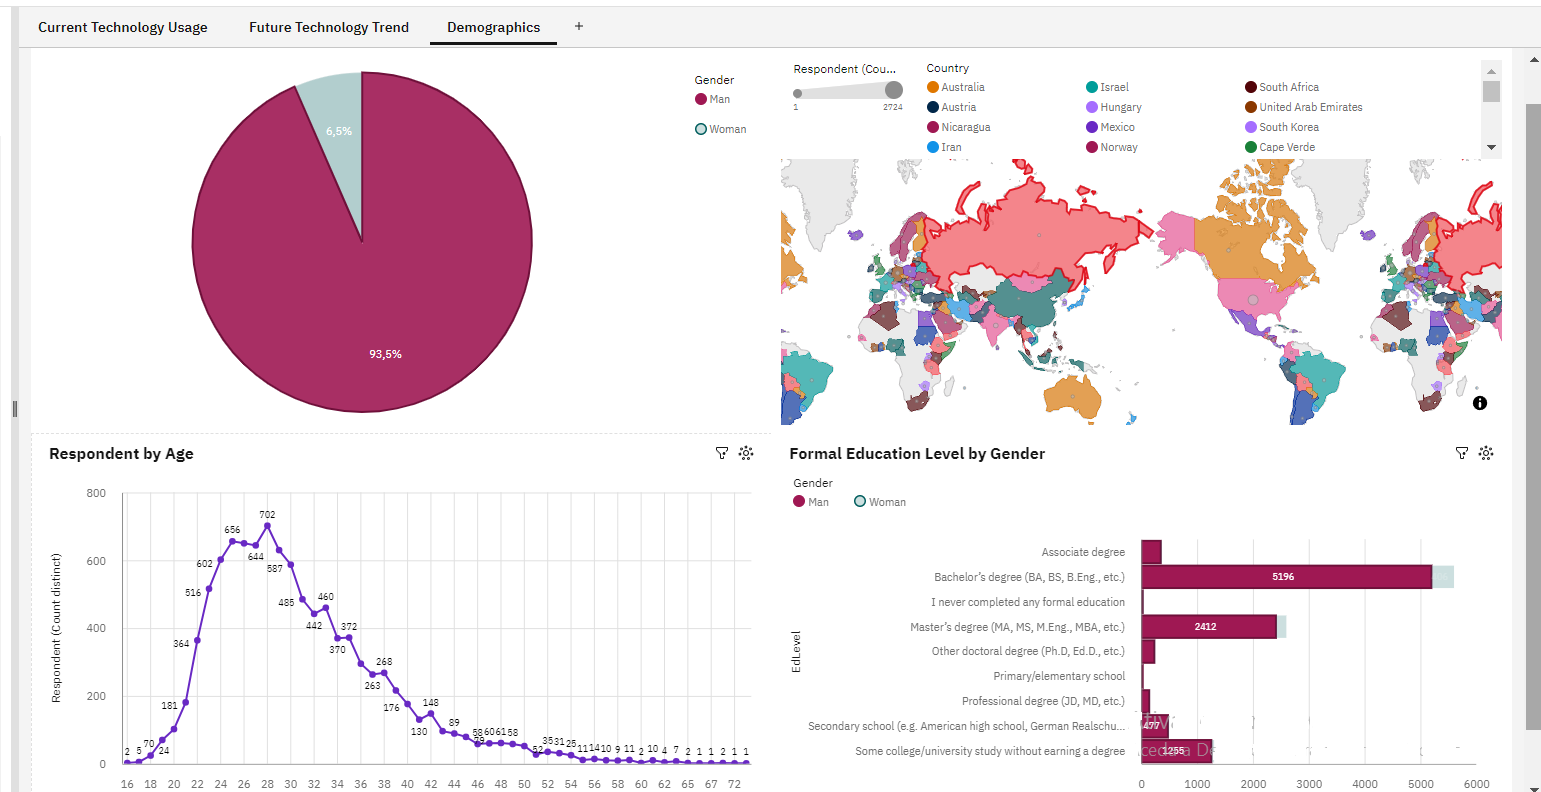 Current Technology Usage Future Technology Trend Demographics +
Gender
Man
Woman
6,5%
93,5%
Respondent (Cou...
1 2724
Country
Australia Israel South Africa
Austria Hungary United Arab Emirates
Nicaragua Mexico South Korea
Iran Norway Cape Verde
Respondent by Age
Respondent (Count distinct)
800
600
400
200
0
2 5 70 24 181 364 516 602 656 644 702 587 485 442 460 370 372 263 268 176 130 148 89 58 79 60 61 58 52 35 31 25 11 14 10 9 11 2 10 4 7 2 1 1 2 1 1
16 18 20 22 24 26 28 30 32 34 36 38 40 42 44 46 48 50 52 54 56 58 60 62 65 67 72
Formal Education Level by Gender
Gender
Man Woman
EdLevel
Associate degree
Bachelor's degree (BA, BS, B.Eng., etc.) 5196
I never completed any formal education
Master's degree (MA, MS, M.Eng., MBA, etc.) 2412
Other doctoral degree (Ph.D, Ed.D., etc.)
Primary/elementary school
Professional degree (JD, MD, etc.)
Secondary school (e.g. American high school, German Realschu... 477
Some college/university study without earning a degree 1255
0 1000 2000 3000 4000 5000 6000